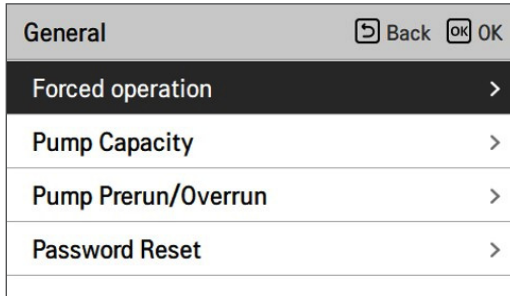 General Back OK OK
Forced operation >
Pump Capacity >
Pump Prerun/Overrun >
Password Reset >